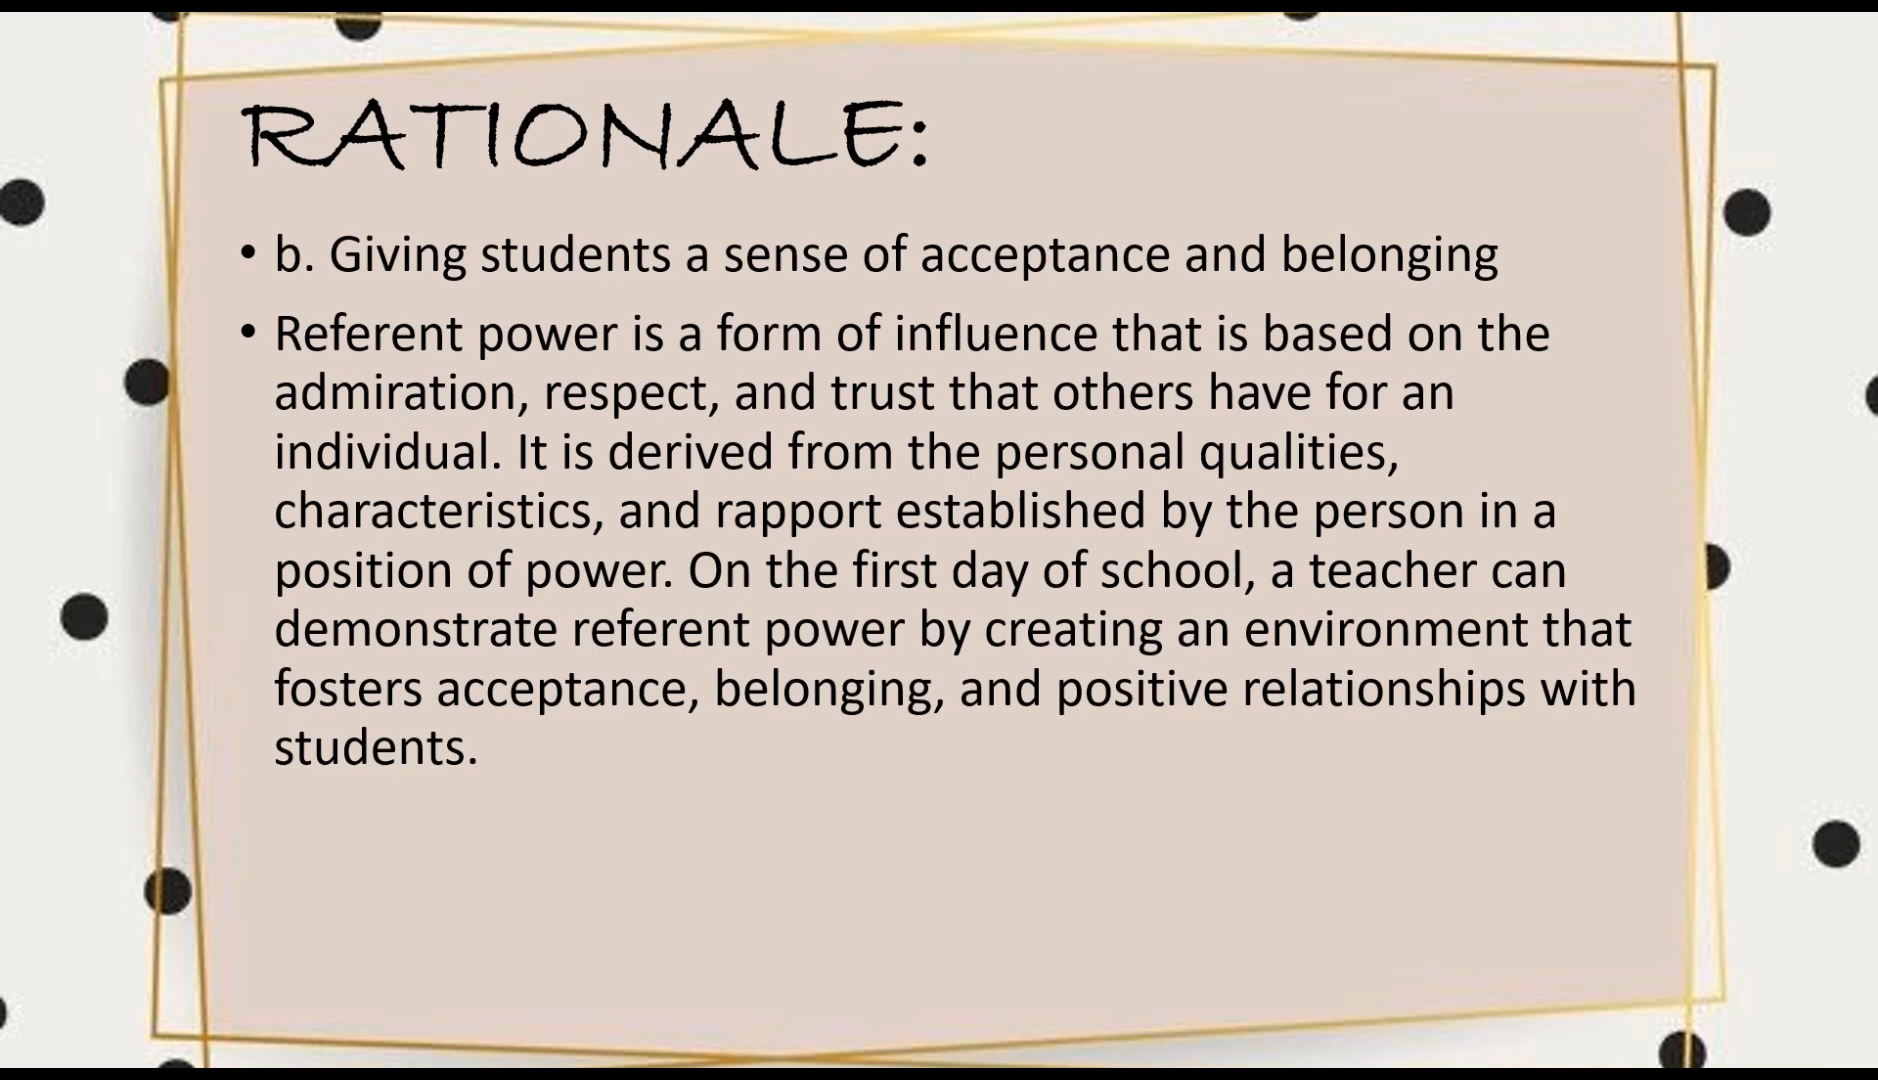 RATIONALE:
• b. Giving students a sense of acceptance and belonging
• Referent power is a form of influence that is based on the
admiration, respect, and trust that others have for an
individual. It is derived from the personal qualities,
characteristics, and rapport established by the person in a
position of power. On the first day of school, a teacher can
demonstrate referent power by creating an environment that
fosters acceptance, belonging, and positive relationships with
students.